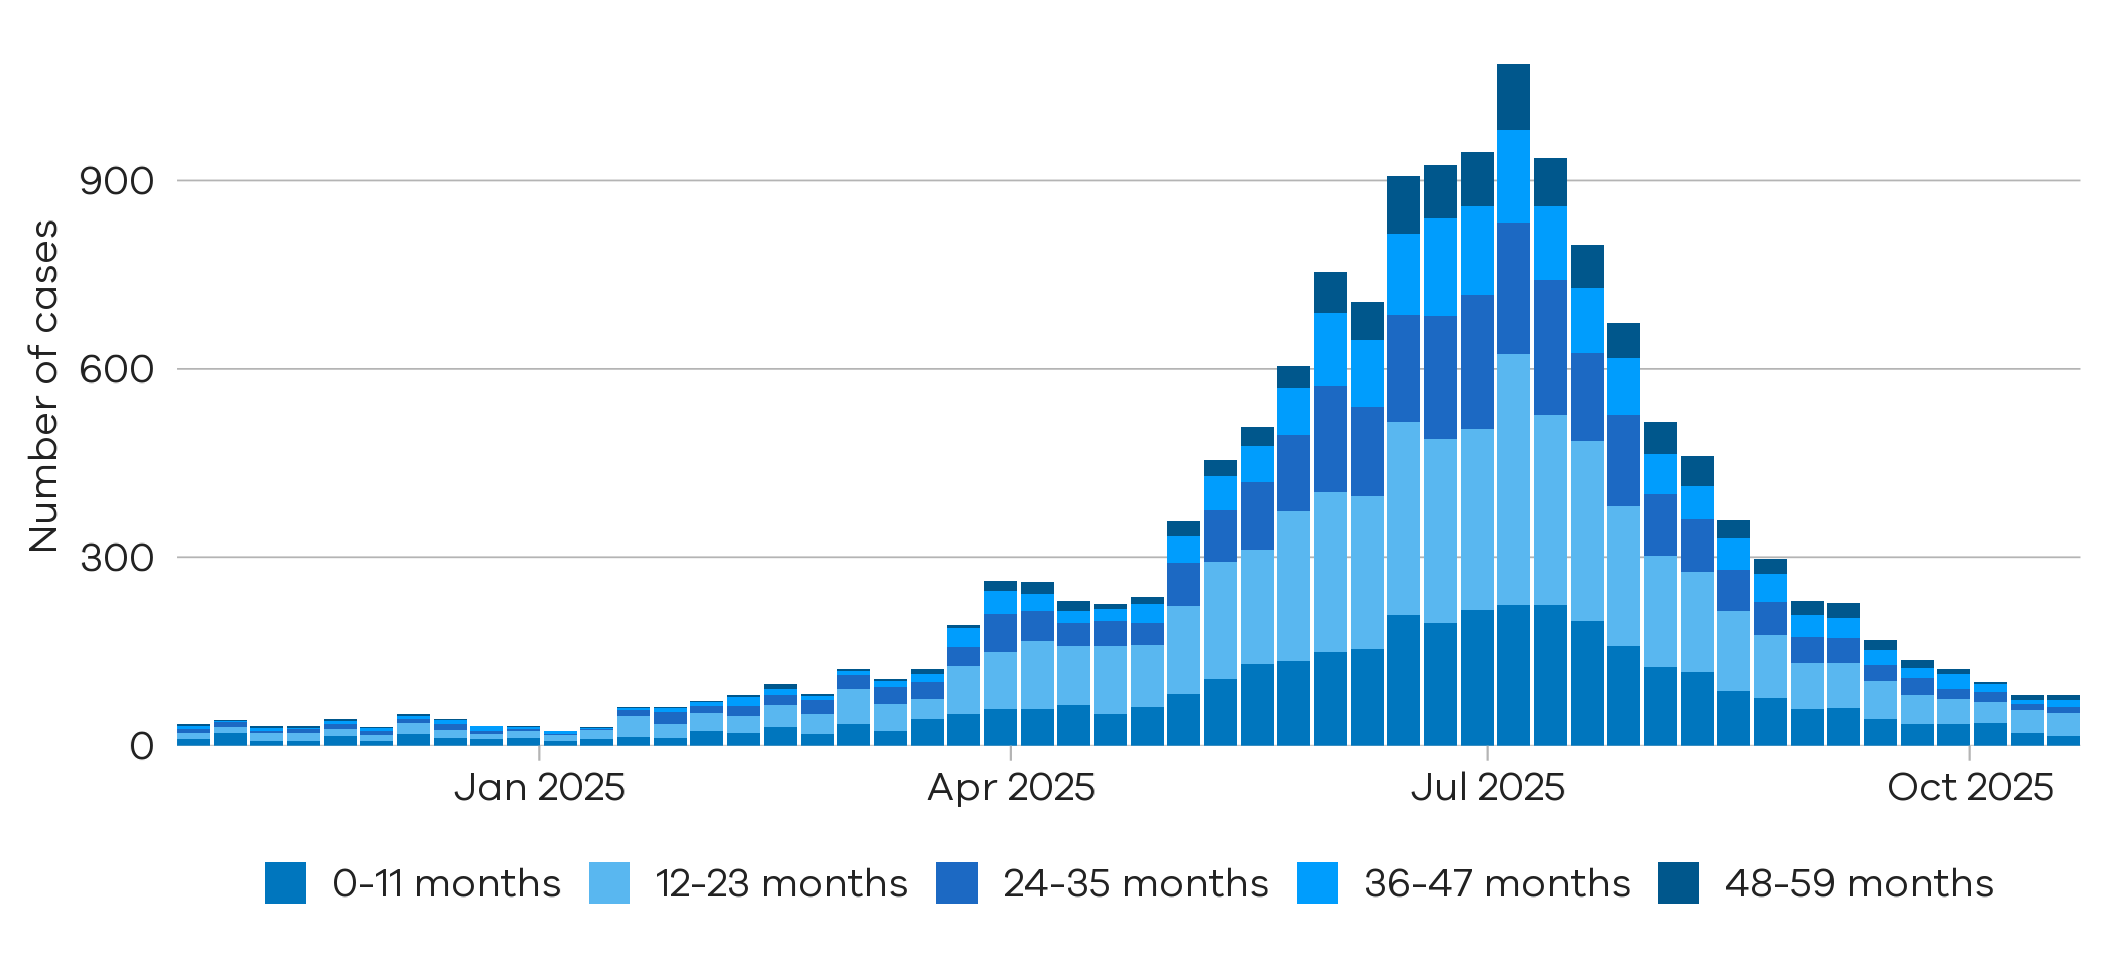 Number of cases
900
600
300
0
Jan 2025 Apr 2025 Jul 2025 Oct 2025
0-11 months 12-23 months 24-35 months 36-47 months 48-59 months